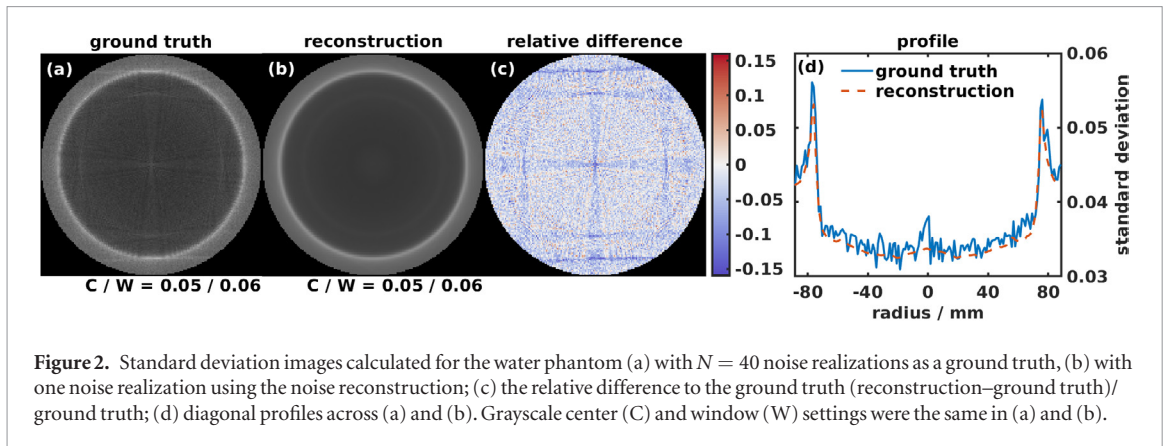 ground truth
reconstruction
relative difference
profile
(a)
(b)
(c)
(d)
C / W = 0.05 / 0.06
C / W = 0.05 / 0.06
0.15
0.1
0.05
0
-0.05
-0.1
-0.15
ground truth
reconstruction
0.06
0.05
0.04
0.03
standard deviation
-80
-40
0
40
80
radius / mm
Figure 2. Standard deviation images calculated for the water phantom (a) with N = 40 noise realizations as a ground truth, (b) with
one noise realization using the noise reconstruction; (c) the relative difference to the ground truth (reconstruction–ground truth)/
ground truth; (d) diagonal profiles across (a) and (b). Grayscale center (C) and window (W) settings were the same in (a) and (b).